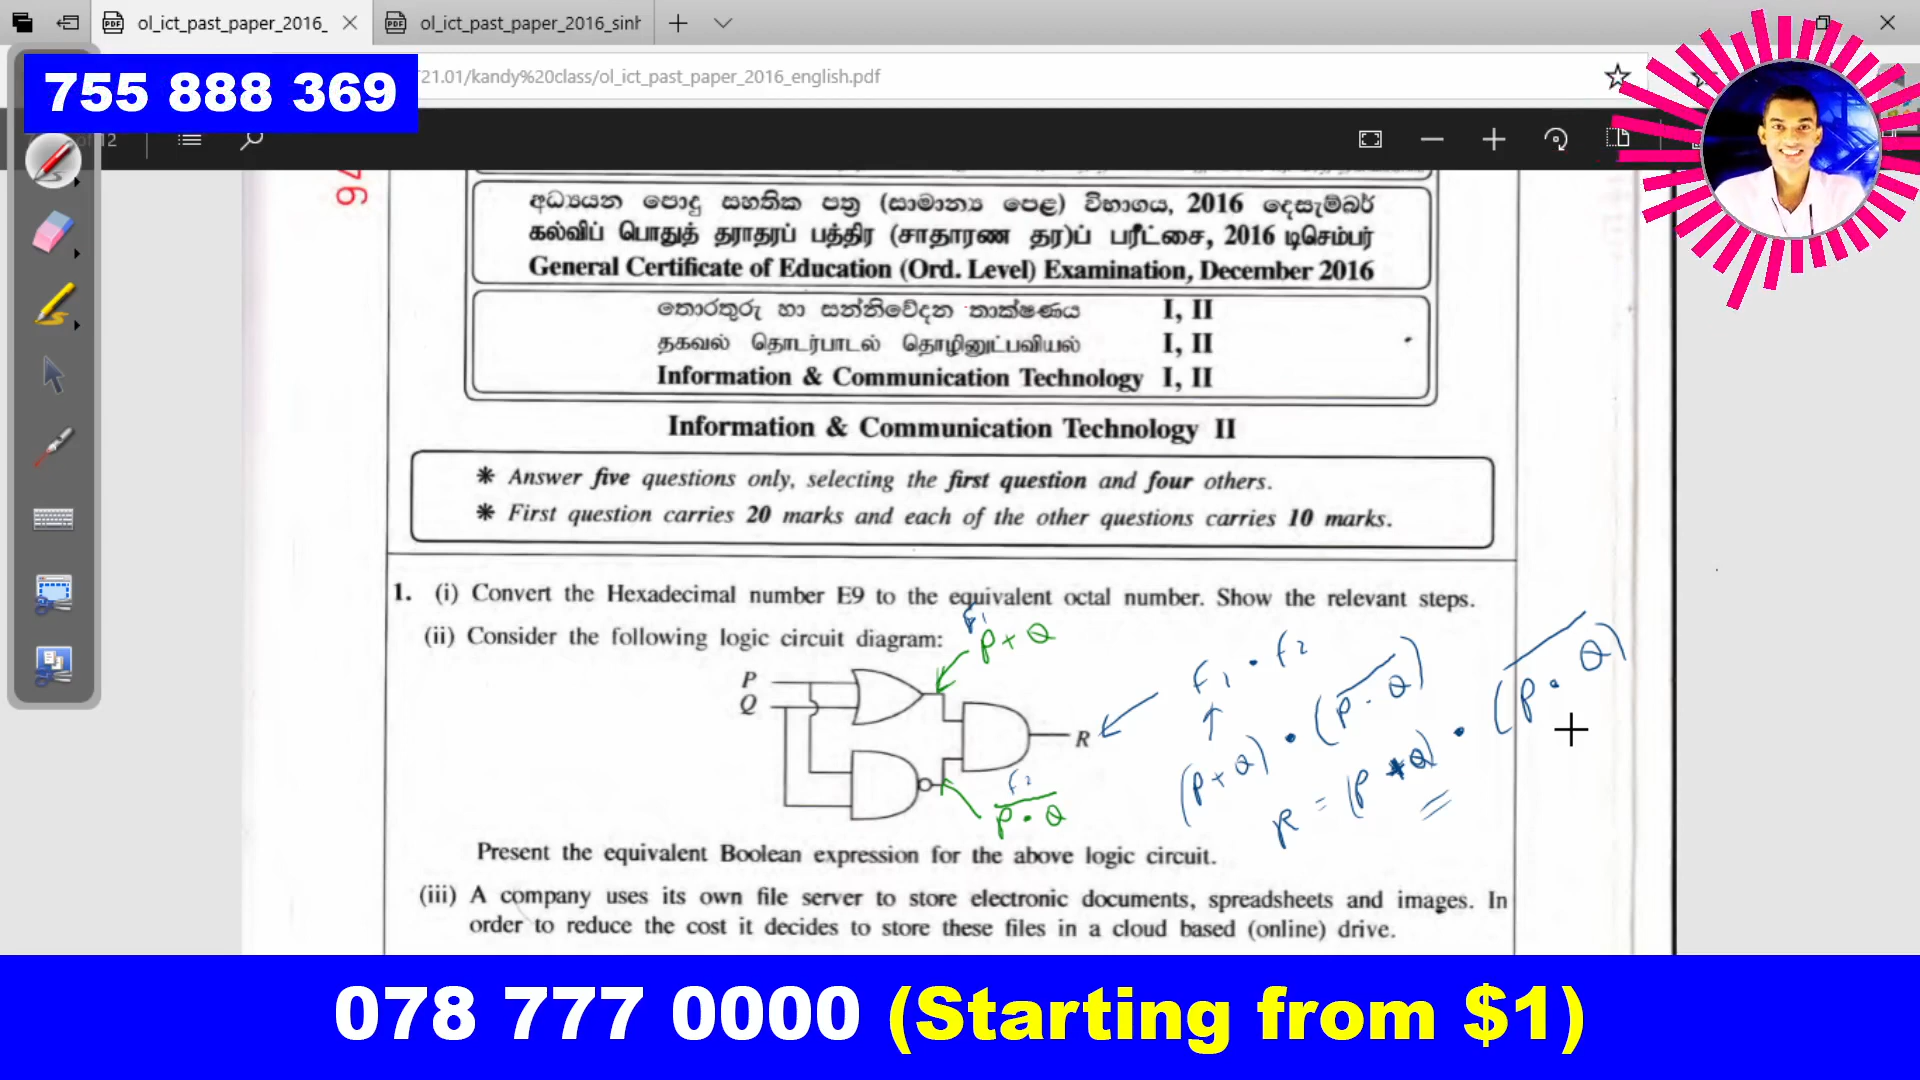 ol_ict_past_paper_2016_
ol_ict_past_paper_2016_sinh
755 888 369
21.01/kandy%20class/ol_ict_past_paper_2016_english.pdf
12
අධ්‍යයන පොදු සහතික පත්‍ර (සාමාන්‍ය පෙළ) විභාගය, 2016 දෙසැම්බර්
கல்விப் பொதுத் தராதரப் பத்திர (சாதாரண தர)ப் பரீட்சை, 2016 டிசெம்பர்
General Certificate of Education (Ord. Level) Examination, December 2016
තොරතුරු හා සන්නිවේදන තාක්ෂණය I, II
தகவல் தொடர்பாடல் தொழினுட்பவியல் I, II
Information & Communication Technology I, II
Information & Communication Technology II
* Answer five questions only, selecting the first question and four others.
* First question carries 20 marks and each of the other questions carries 10 marks.
1. (i) Convert the Hexadecimal number E9 to the equivalent octal number. Show the relevant steps.
(ii) Consider the following logic circuit diagram:
F1
P + Q
P
Q
R
F2
P · Q
F1 · F2
(P + Q) · (P · Q)
R = (P + Q) · (P · Q)
Present the equivalent Boolean expression for the above logic circuit.
(iii) A company uses its own file server to store electronic documents, spreadsheets and images. In
order to reduce the cost it decides to store these files in a cloud based (online) drive.
078 777 0000 (Starting from $1)